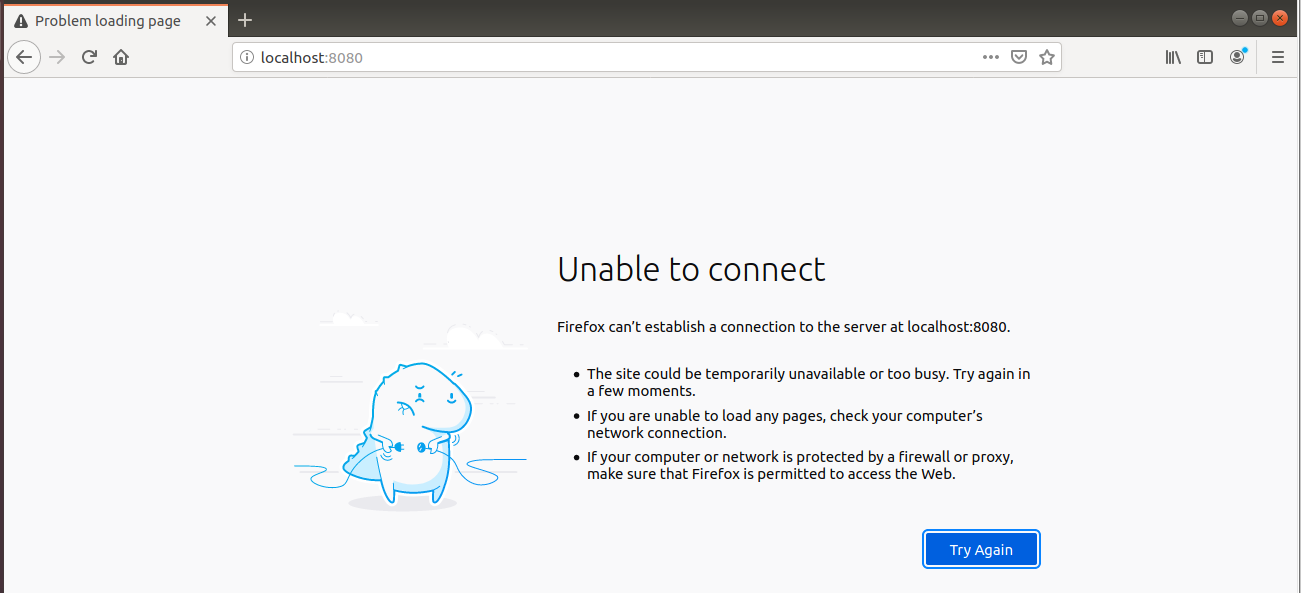 Problem loading page
localhost:8080
Unable to connect
Firefox can’t establish a connection to the server at localhost:8080.
The site could be temporarily unavailable or too busy. Try again in
a few moments.
If you are unable to load any pages, check your computer’s
network connection.
If your computer or network is protected by a firewall or proxy,
make sure that Firefox is permitted to access the Web.
Try Again